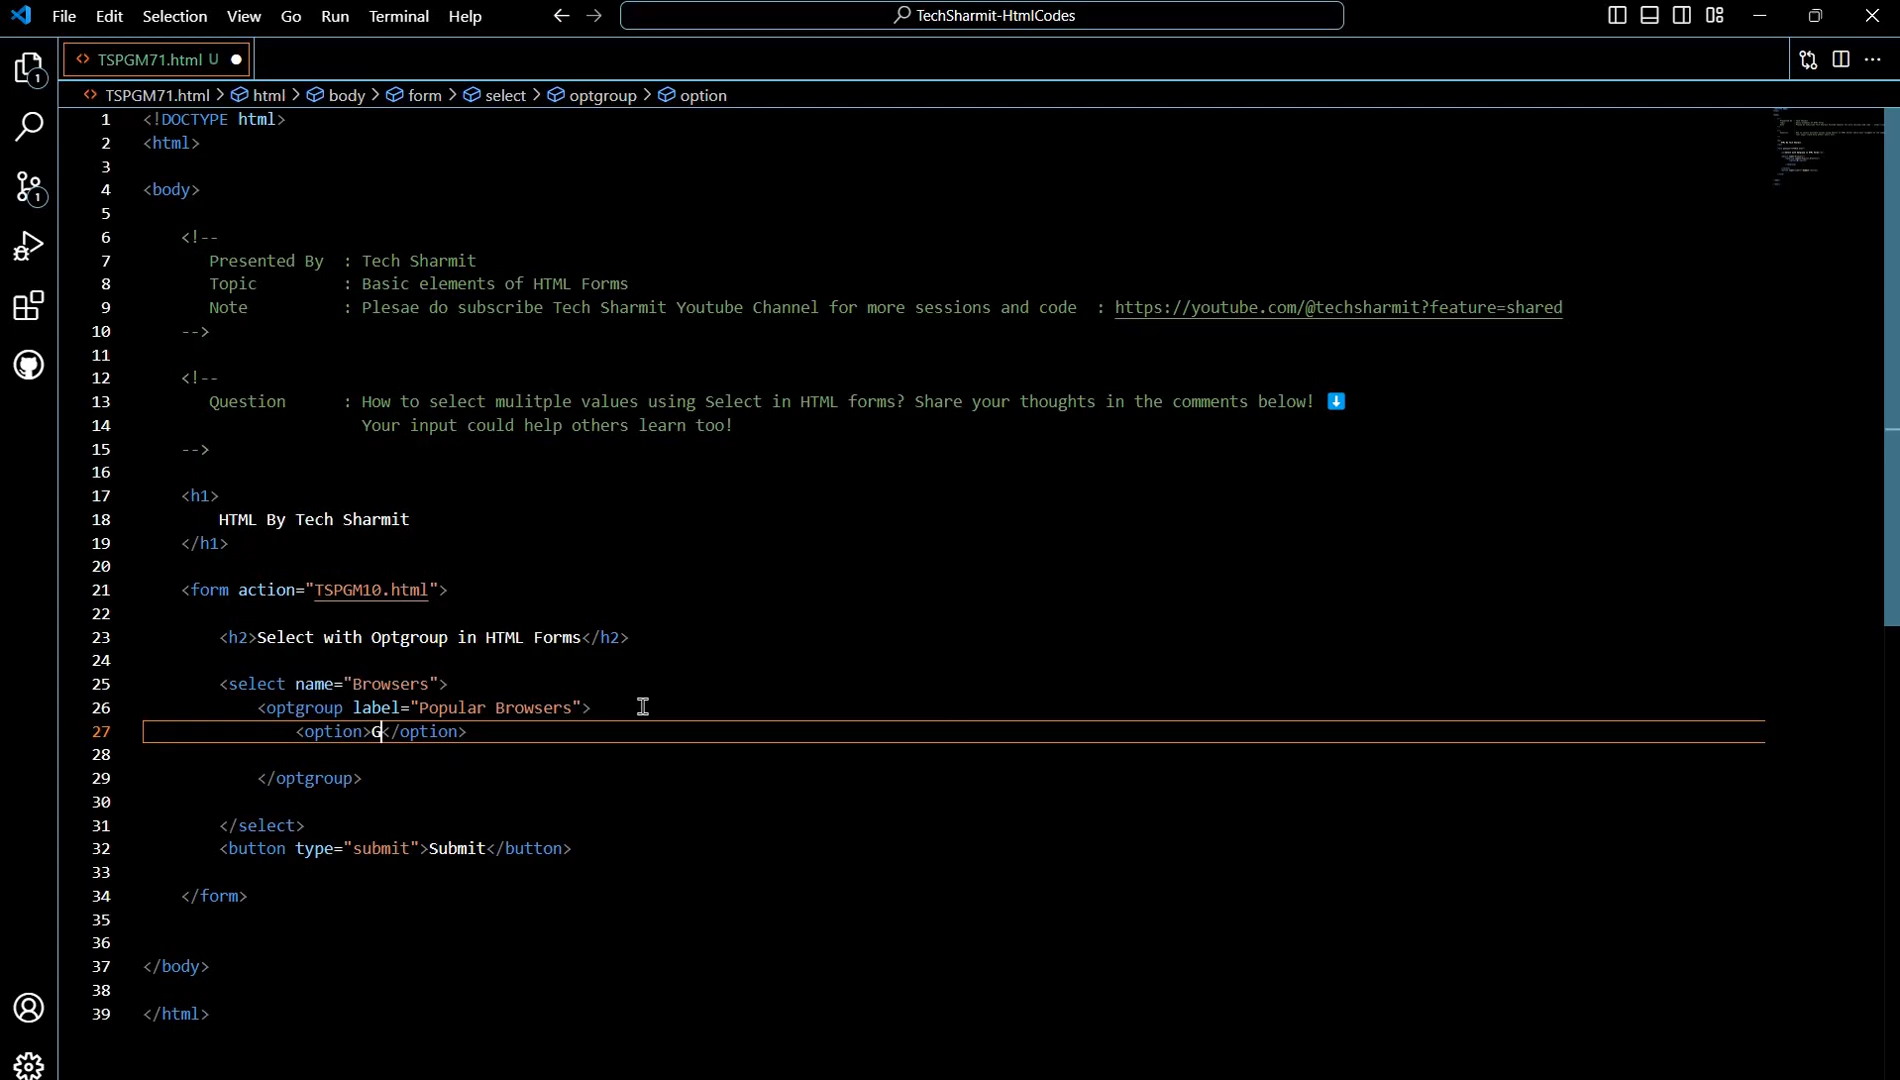 File Edit Selection View Go Run Terminal Help TechSharmit-HtmlCodes
TSPGM71.html U
TSPGM71.html > html > body > form > select > optgroup > option
1 <!DOCTYPE html>
2 <html>
3
4 <body>
5
6 <!--
7 Presented By : Tech Sharmit
8 Topic : Basic elements of HTML Forms
9 Note : Plesae do subscribe Tech Sharmit Youtube Channel for more sessions and code : https://youtube.com/@techsharmit?feature=shared
10 -->
11
12 <!--
13 Question : How to select mulitple values using Select in HTML forms? Share your thoughts in the comments below! ⬇️
14 Your input could help others learn too!
15 -->
16
17 <h1>
18 HTML By Tech Sharmit
19 </h1>
20
21 <form action="TSPGM10.html">
22
23 <h2>Select with Optgroup in HTML Forms</h2>
24
25 <select name="Browsers">
26 <optgroup label="Popular Browsers">
27 <option>G</option>
28
29 </optgroup>
30
31 </select>
32 <button type="submit">Submit</button>
33
34 </form>
35
36
37 </body>
38
39 </html>
1
1